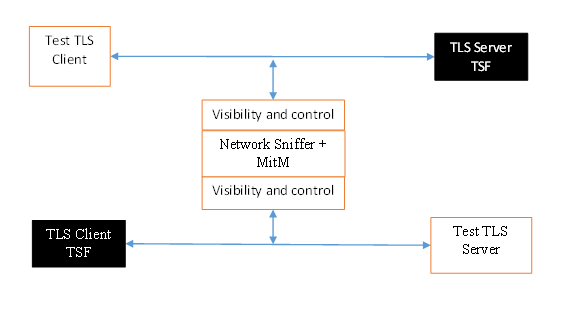 Test TLS
Client
TLS Server
TSF
Visibility and control
Network Sniffer +
MitM
Visibility and control
TLS Client
TSF
Test TLS
Server